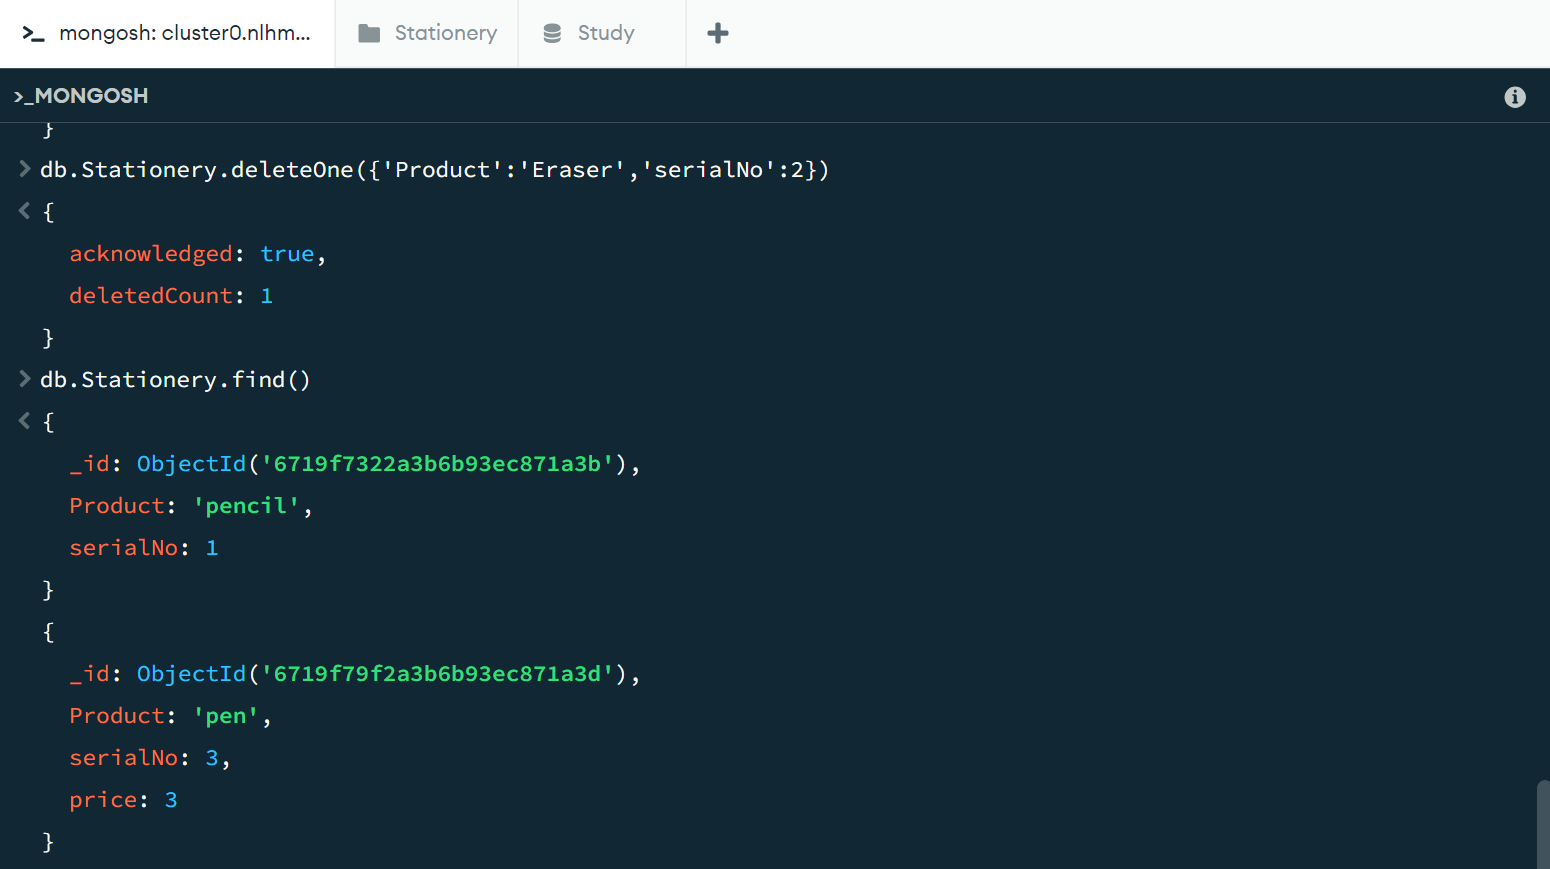 >_ mongosh: cluster0.nlhm... Stationery Study +
>_MONGOSH
}
> db.Stationery.deleteOne({'Product':'Eraser','serialNo':2})
< {
acknowledged: true,
deletedCount: 1
}
> db.Stationery.find()
< {
_id: ObjectId('6719f7322a3b6b93ec871a3b'),
Product: 'pencil',
serialNo: 1
}
{
_id: ObjectId('6719f79f2a3b6b93ec871a3d'),
Product: 'pen',
serialNo: 3,
price: 3
}